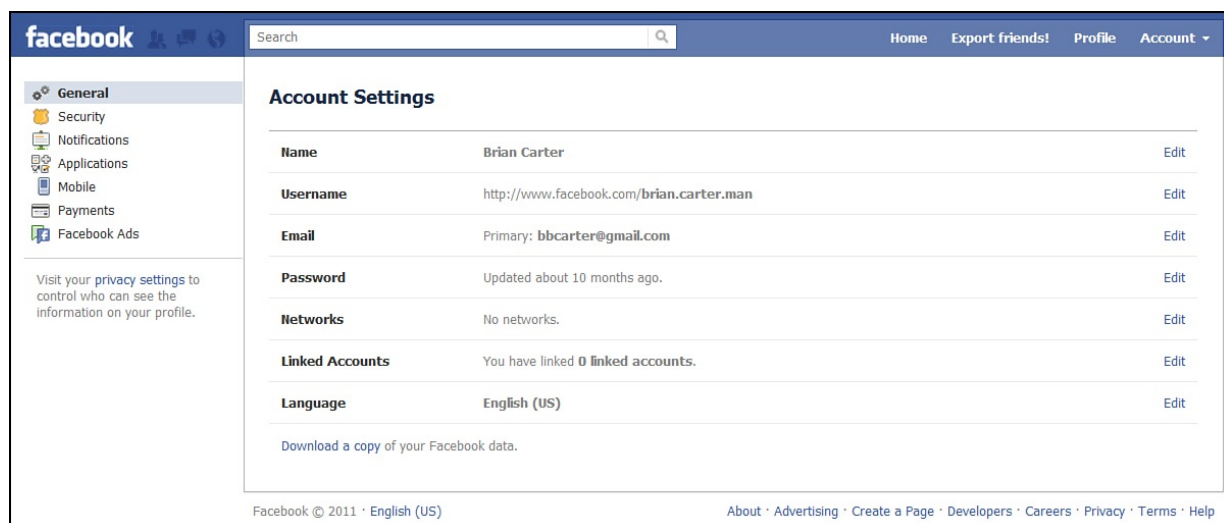 facebook
Search
Home Export friends! Profile Account
General
Security
Notifications
Applications
Mobile
Payments
Facebook Ads
Visit your privacy settings to
control who can see the
information on your profile.
Account Settings
Name Brian Carter Edit
Username http://www.facebook.com/brian.carter.man Edit
Email Primary: bbcarter@gmail.com Edit
Password Updated about 10 months ago. Edit
Networks No networks. Edit
Linked Accounts You have linked 0 linked accounts. Edit
Language English (US) Edit
Download a copy of your Facebook data.
Facebook © 2011 · English (US)
About · Advertising · Create a Page · Developers · Careers · Privacy · Terms · Help